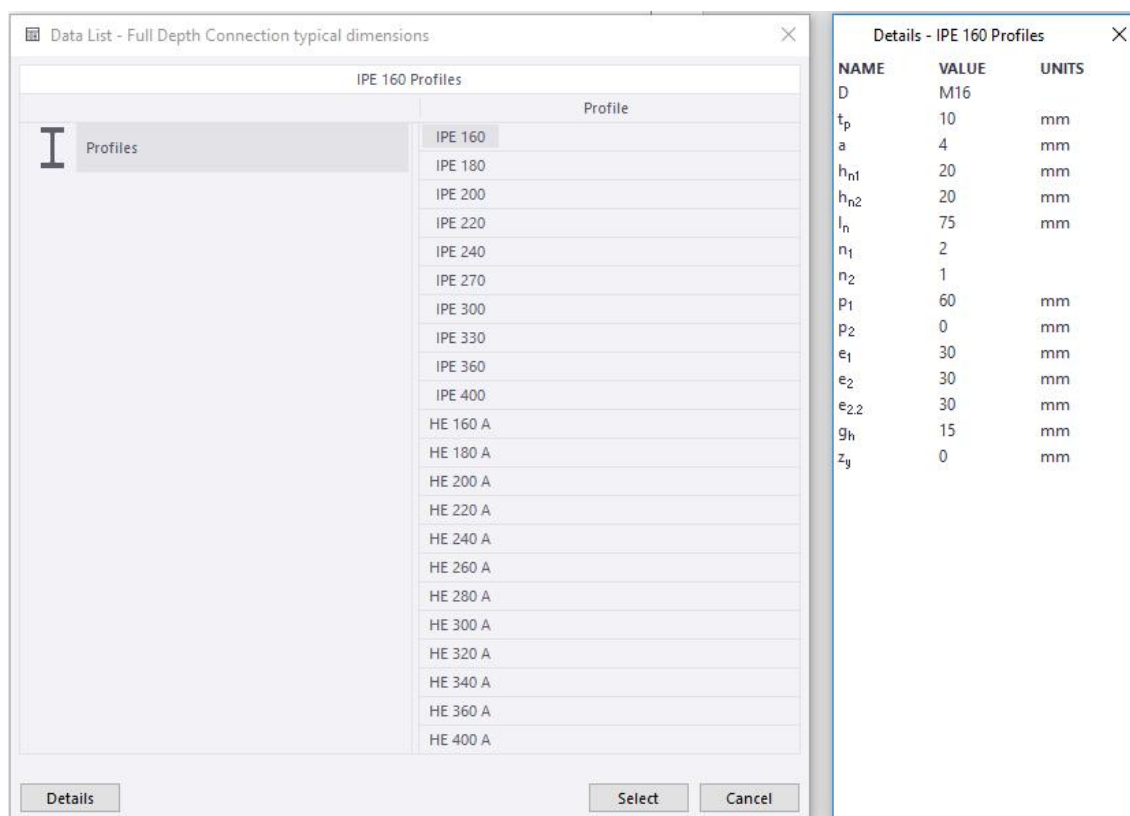 Data List - Full Depth Connection typical dimensions
IPE 160 Profiles
Profile
Profiles
IPE 160
IPE 180
IPE 200
IPE 220
IPE 240
IPE 270
IPE 300
IPE 330
IPE 360
IPE 400
HE 160 A
HE 180 A
HE 200 A
HE 220 A
HE 240 A
HE 260 A
HE 280 A
HE 300 A
HE 320 A
HE 340 A
HE 360 A
HE 400 A
Details Select Cancel
Details - IPE 160 Profiles
NAME VALUE UNITS
D M16
tp 10 mm
a 4 mm
hn1 20 mm
hn2 20 mm
ln 75 mm
n1 2
n2 1
p1 60 mm
p2 0 mm
e1 30 mm
e2 30 mm
e2.2 30 mm
gh 15 mm
zy 0 mm